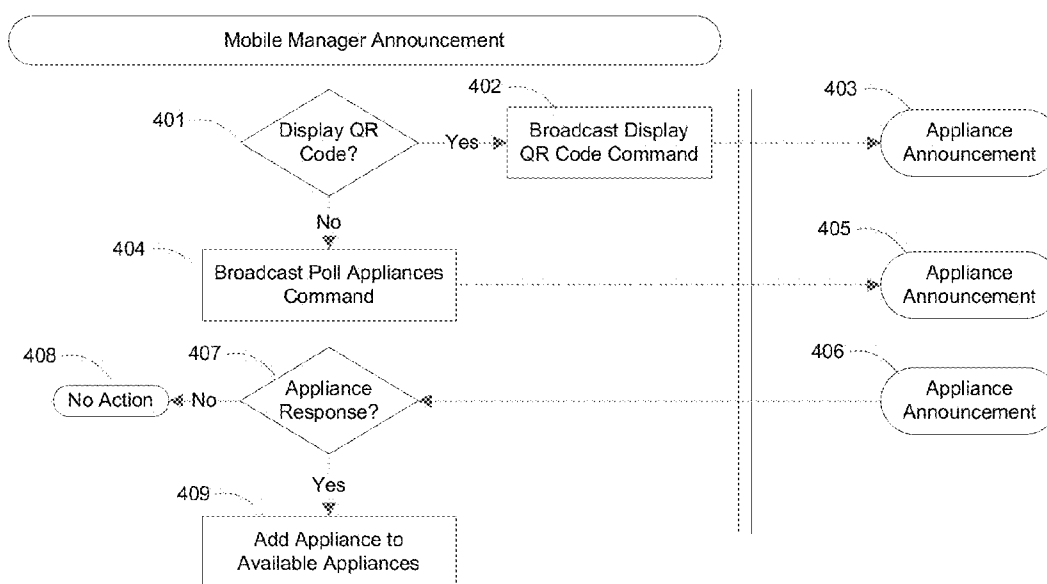 Mobile Manager Announcement
401
Display QR
Code?
Yes
402
Broadcast Display
QR Code Command
403
Appliance
Announcement
No
404
Broadcast Poll Appliances
Command
405
Appliance
Announcement
408
No Action
No
407
Appliance
Response?
406
Appliance
Announcement
Yes
409
Add Appliance to
Available Appliances